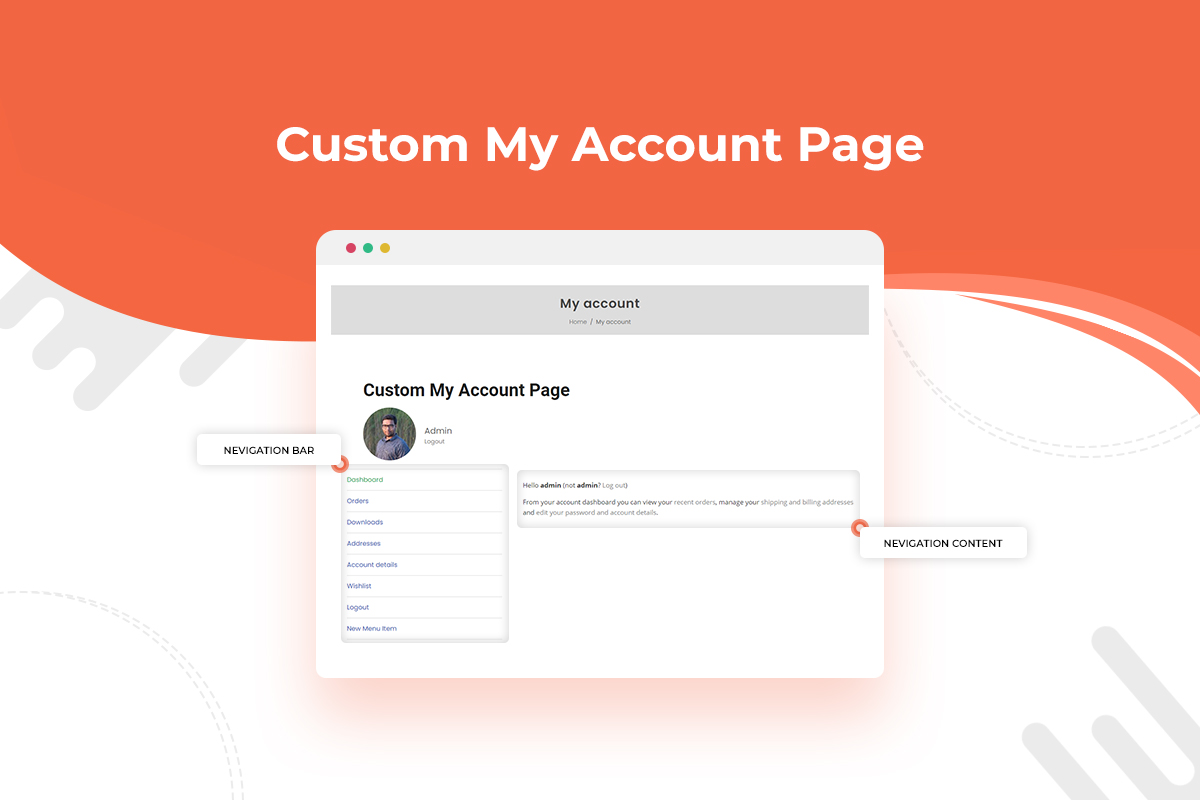 Custom My Account Page
My account
Home / My account
Custom My Account Page
Admin
Logout
NEVIGATION BAR
Dashboard
Orders
Downloads
Addresses
Account details
Wishlist
Logout
New Menu Item
Hello admin (not admin? Log out)
From your account dashboard you can view your recent orders, manage your shipping and billing addresses
and edit your password and account details.
NEVIGATION CONTENT